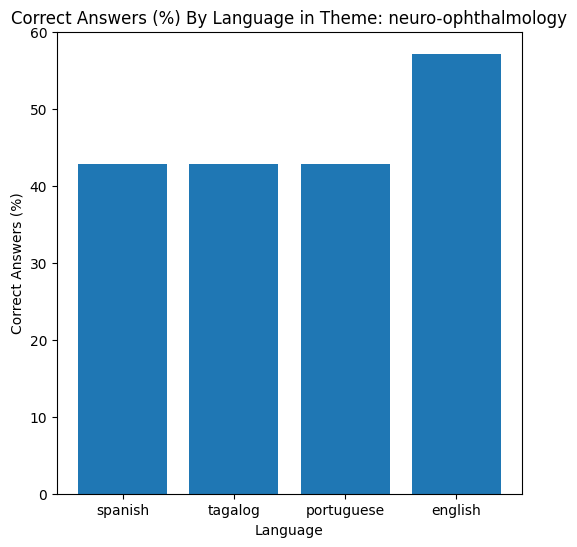 Correct Answers (%) By Language in Theme: neuro-ophthalmology
60
50
40
30
20
10
0
Correct Answers (%)
spanish tagalog portuguese english
Language